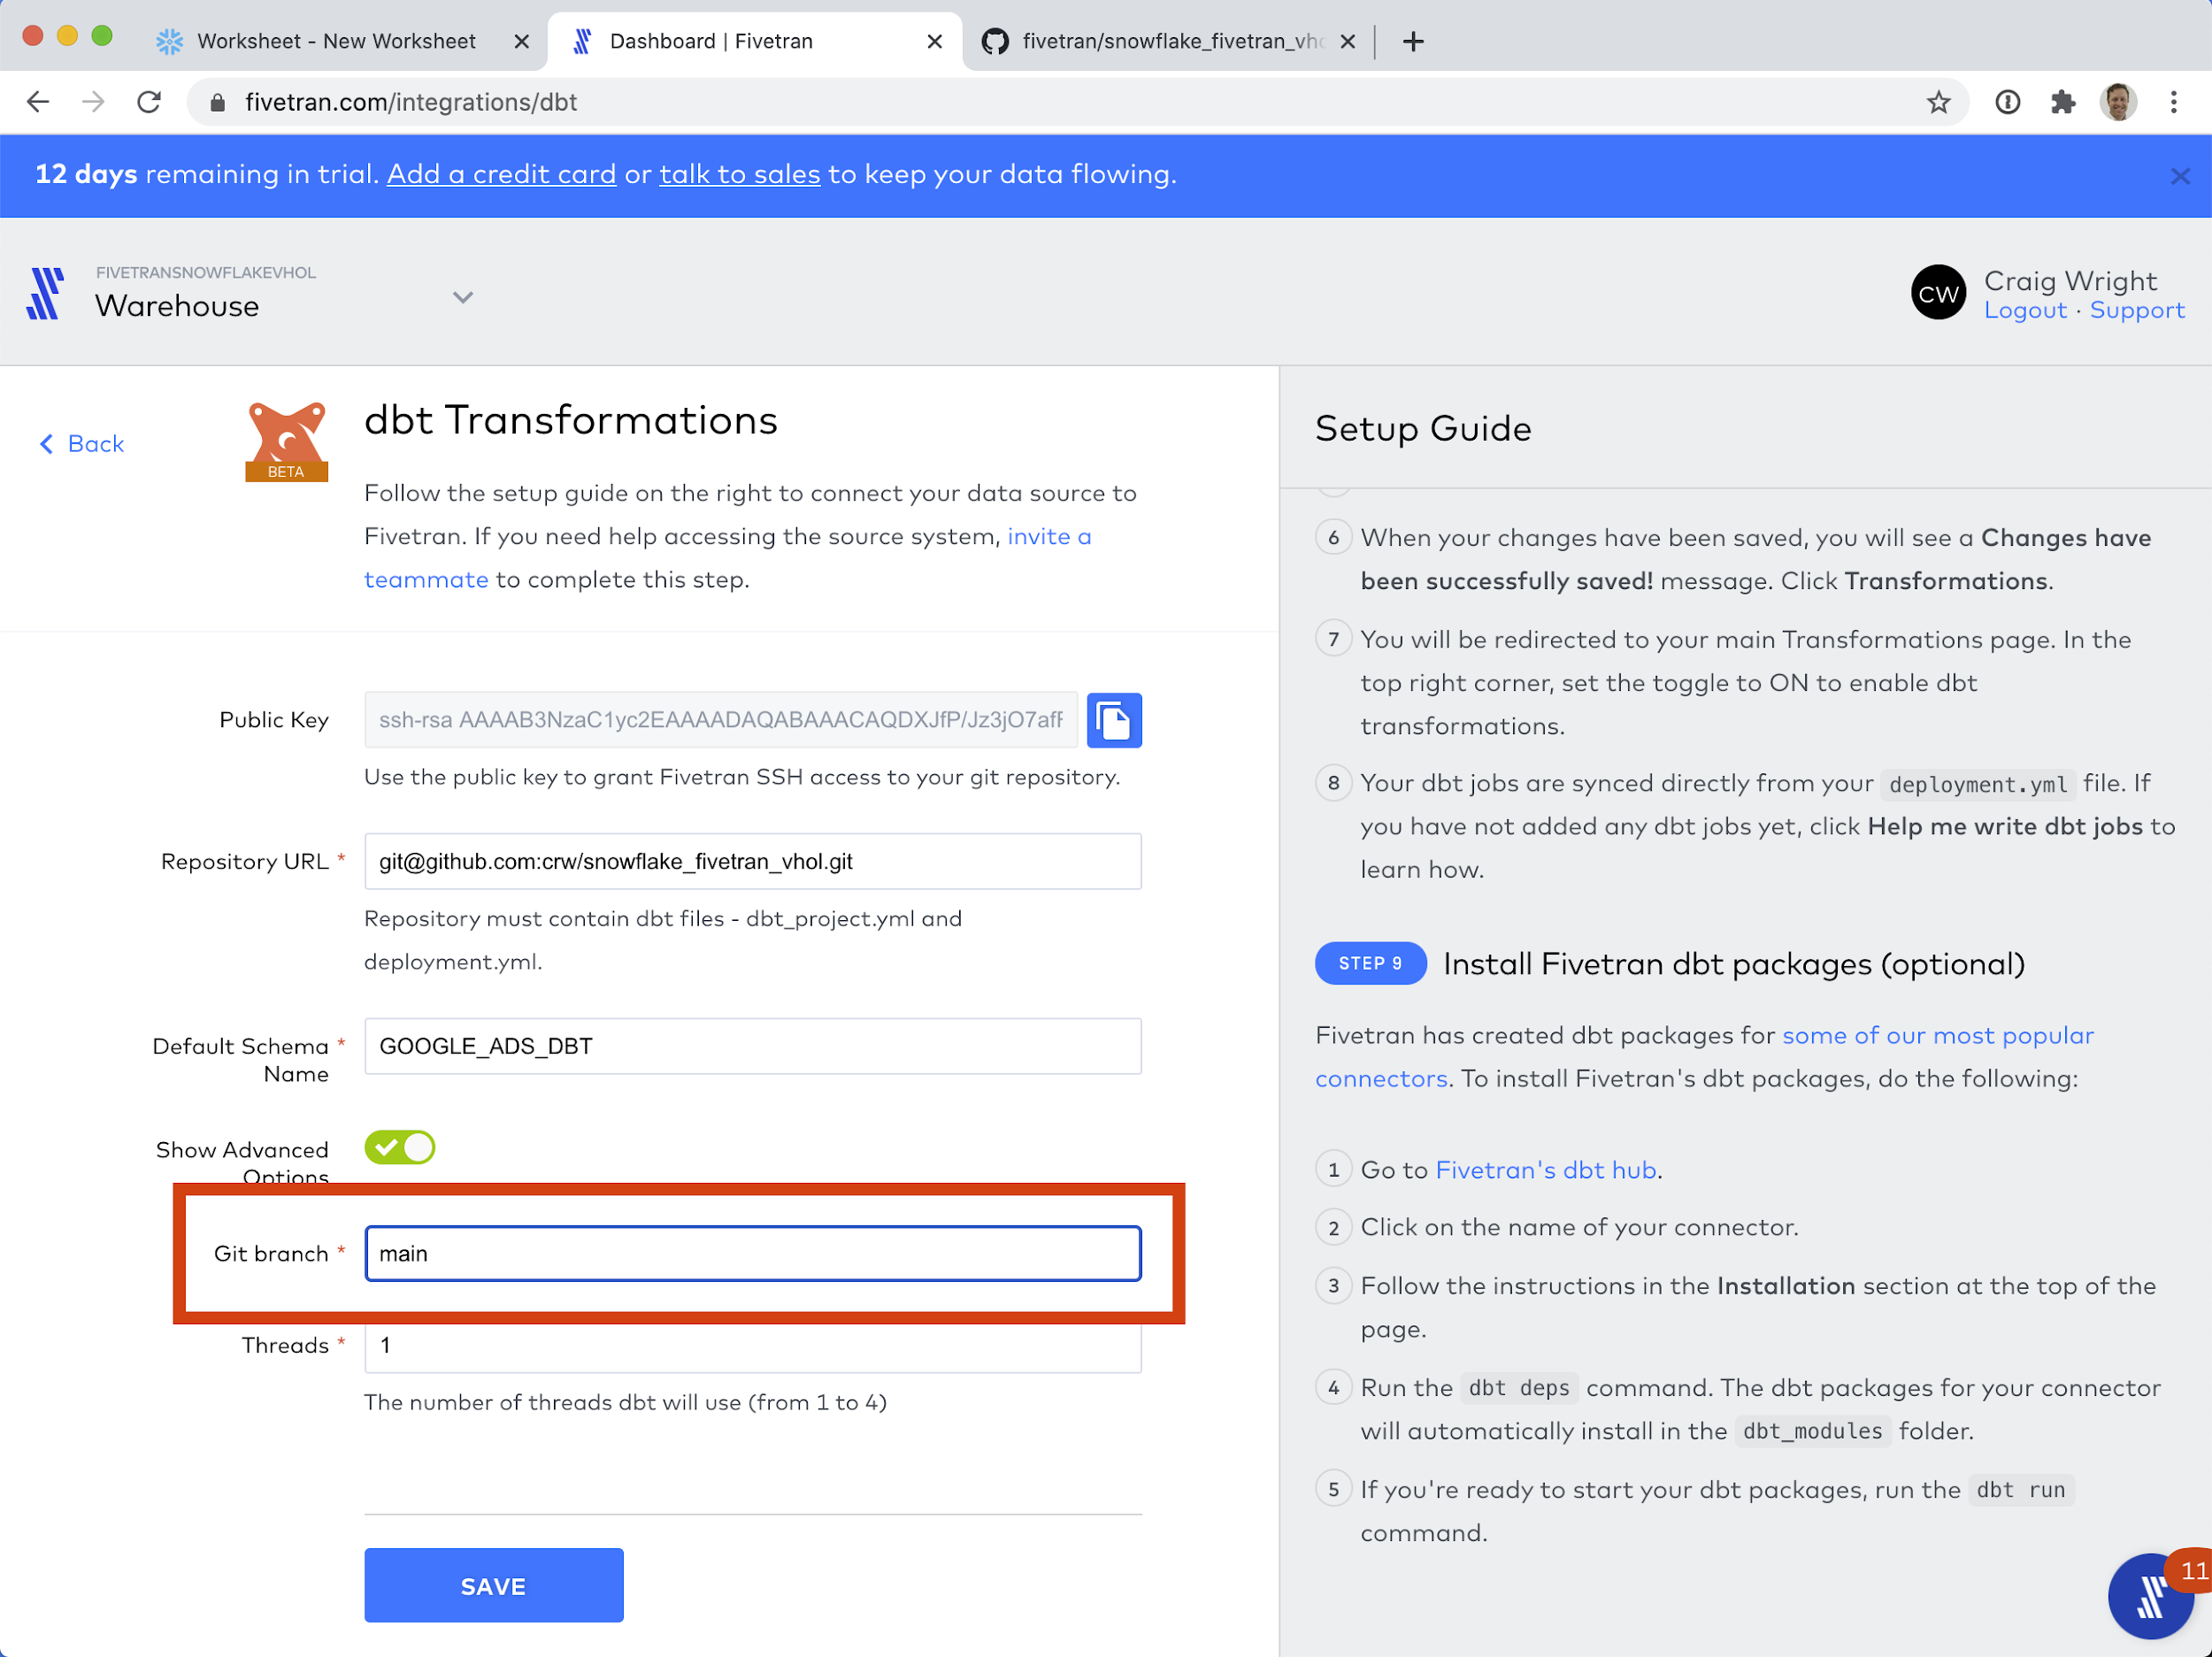 Worksheet - New Worksheet
Dashboard | Fivetran
fivetran/snowflake_fivetran_vho
fivetran.com/integrations/dbt
12 days remaining in trial. Add a credit card or talk to sales to keep your data flowing.
FIVETRANSNOWFLAKEVHOL
Warehouse
CW
Craig Wright
Logout · Support
Back
BETA
dbt Transformations
Follow the setup guide on the right to connect your data source to
Fivetran. If you need help accessing the source system, invite a
teammate to complete this step.
Public Key
ssh-rsa AAAAB3NzaC1yc2EAAAADAQABAAACAQDXJfP/Jz3jO7aff
Use the public key to grant Fivetran SSH access to your git repository.
Repository URL *
git@github.com:crw/snowflake_fivetran_vhol.git
Repository must contain dbt files - dbt_project.yml and
deployment.yml.
Default Schema *
Name
GOOGLE_ADS_DBT
Show Advanced
Options
Git branch *
main
Threads *
1
The number of threads dbt will use (from 1 to 4)
SAVE
Setup Guide
6 When your changes have been saved, you will see a Changes have
been successfully saved! message. Click Transformations.
7 You will be redirected to your main Transformations page. In the
top right corner, set the toggle to ON to enable dbt
transformations.
8 Your dbt jobs are synced directly from your deployment.yml file. If
you have not added any dbt jobs yet, click Help me write dbt jobs to
learn how.
STEP 9 Install Fivetran dbt packages (optional)
Fivetran has created dbt packages for some of our most popular
connectors. To install Fivetran's dbt packages, do the following:
1 Go to Fivetran's dbt hub.
2 Click on the name of your connector.
3 Follow the instructions in the Installation section at the top of the
page.
4 Run the dbt deps command. The dbt packages for your connector
will automatically install in the dbt_modules folder.
5 If you're ready to start your dbt packages, run the dbt run
command.
11